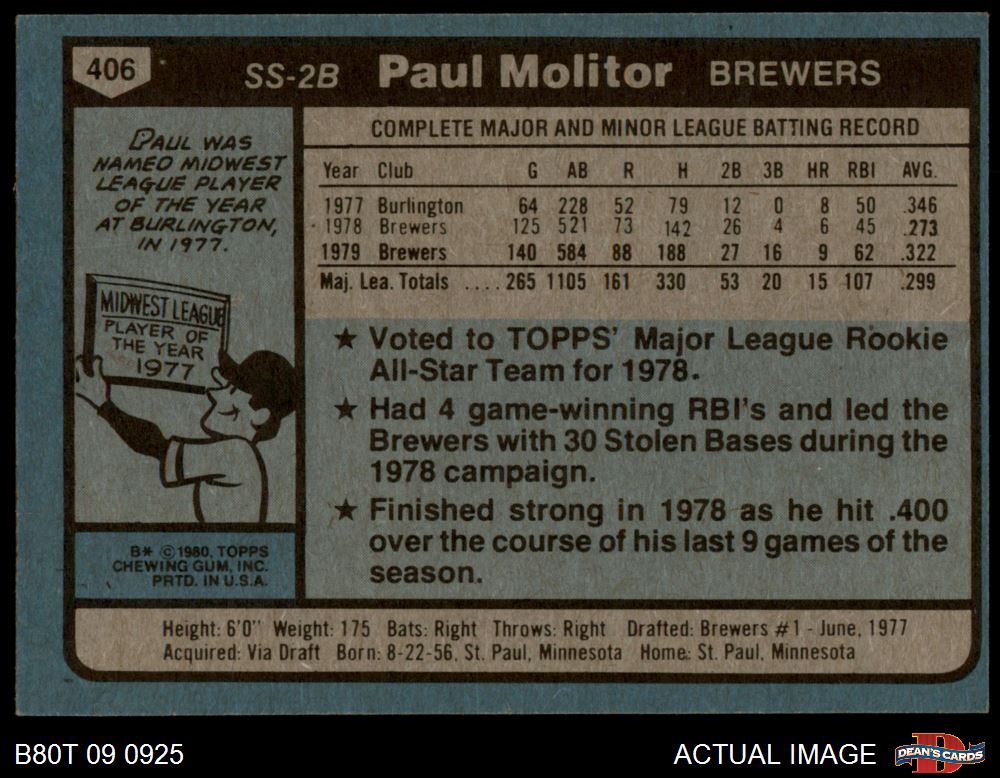 406 SS-2B Paul Molitor BREWERS
PAUL WAS
NAMED MIDWEST
LEAGUE PLAYER
OF THE YEAR
AT BURLINGTON,
IN 1977.
MIDWEST LEAGUE
PLAYER OF
THE YEAR
1977
B* © 1980, TOPPS
CHEWING GUM, INC.
PRTD. IN U.S.A.
COMPLETE MAJOR AND MINOR LEAGUE BATTING RECORD
Year Club G AB R H 2B 3B HR RBI AVG.
1977 Burlington 64 228 52 79 12 0 8 50 .346
1978 Brewers 125 521 73 142 26 4 6 45 .273
1979 Brewers 140 584 88 188 27 16 9 62 .322
Maj. Lea. Totals ....265 1105 161 330 53 20 15 107 .299
★ Voted to TOPPS' Major League Rookie
All-Star Team for 1978.
★ Had 4 game-winning RBI's and led the
Brewers with 30 Stolen Bases during the
1978 campaign.
★ Finished strong in 1978 as he hit .400
over the course of his last 9 games of the
season.
Height: 6'0" Weight: 175 Bats: Right Throws: Right Drafted: Brewers #1 - June, 1977
Acquired: Via Draft Born: 8-22-56, St. Paul, Minnesota Home: St. Paul, Minnesota
B80T 09 0925
ACTUAL IMAGE
D
DEAN'S CARDS